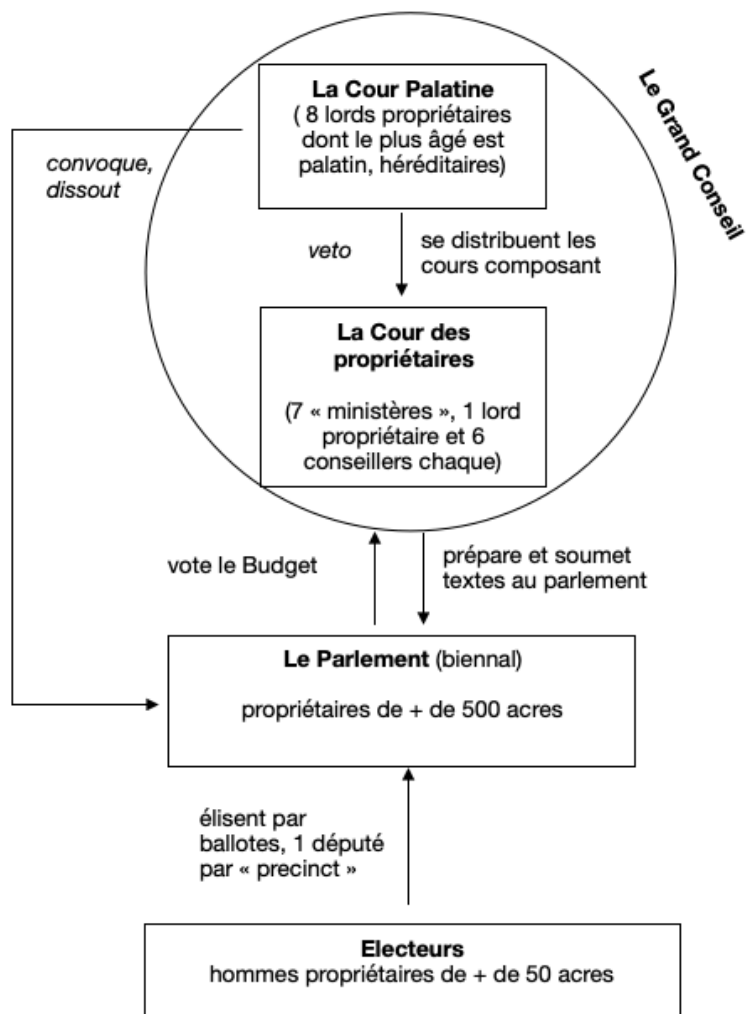 La Cour Palatine
( 8 lords propriétaires
dont le plus âgé est
palatin, héréditaires)
Le Grand Conseil
convoque,
dissout
veto
se distribuent les
cours composant
La Cour des
propriétaires
(7 « ministères », 1 lord
propriétaire et 6
conseillers chaque)
vote le Budget
prépare et soumet
textes au parlement
Le Parlement (biennal)
propriétaires de + de 500 acres
élisent par
ballotes, 1 député
par « precinct »
Electeurs
hommes propriétaires de + de 50 acres